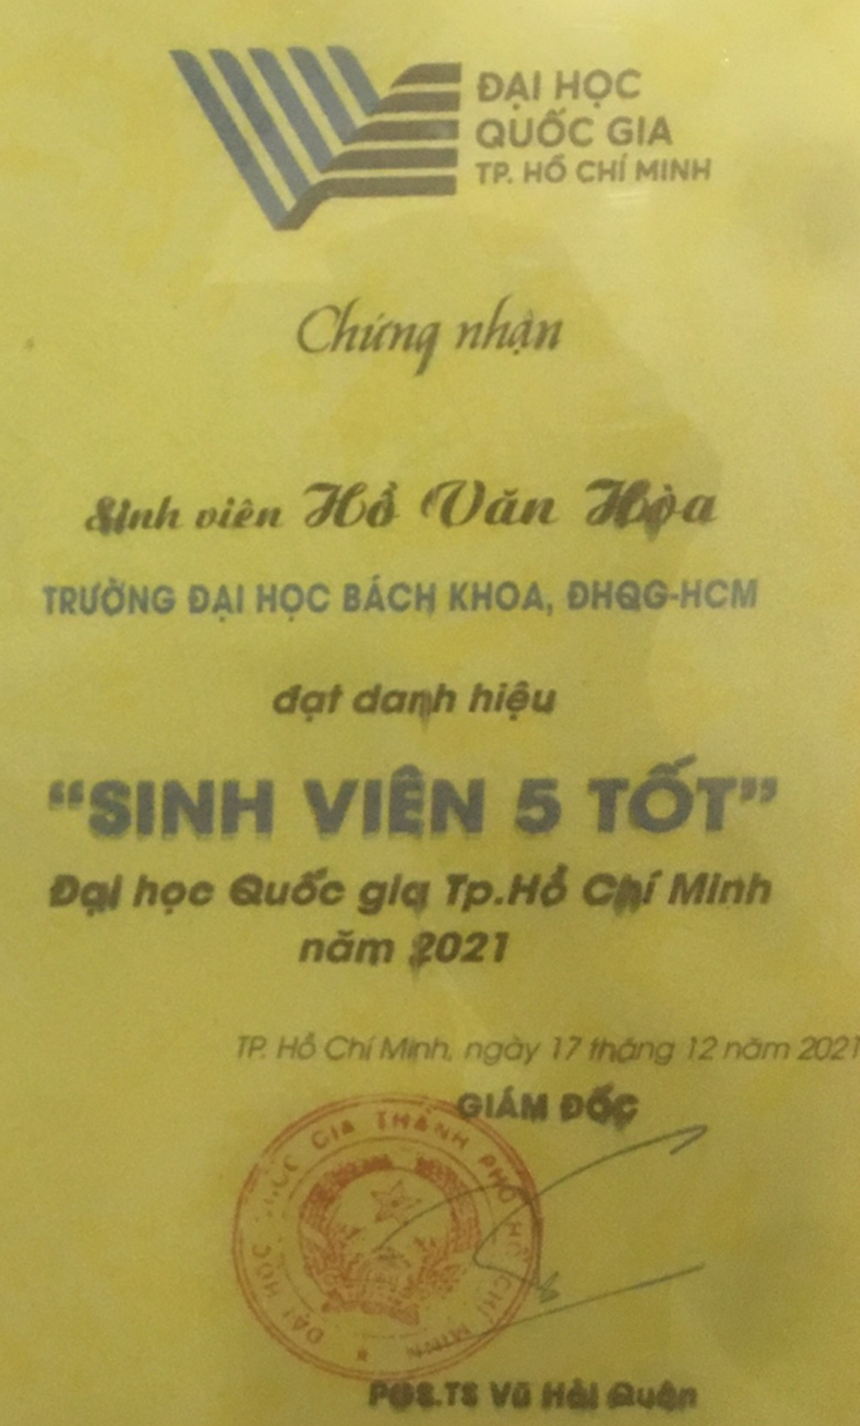 ĐẠI HỌC
QUỐC GIA
TP. HỒ CHÍ MINH
Chứng nhận
Sinh viên Hồ Văn Hòa
TRƯỜNG ĐẠI HỌC BÁCH KHOA, ĐHQG-HCM
đạt danh hiệu
“SINH VIÊN 5 TỐT”
Đại học Quốc gia Tp.Hồ Chí Minh
năm 2021
TP. Hồ Chí Minh, ngày 17 tháng 12 năm 2021
GIÁM ĐỐC
ĐẠI HỌC QUỐC GIA THÀNH PHỐ HỒ CHÍ MINH
PGS.TS Vũ Hải Quân